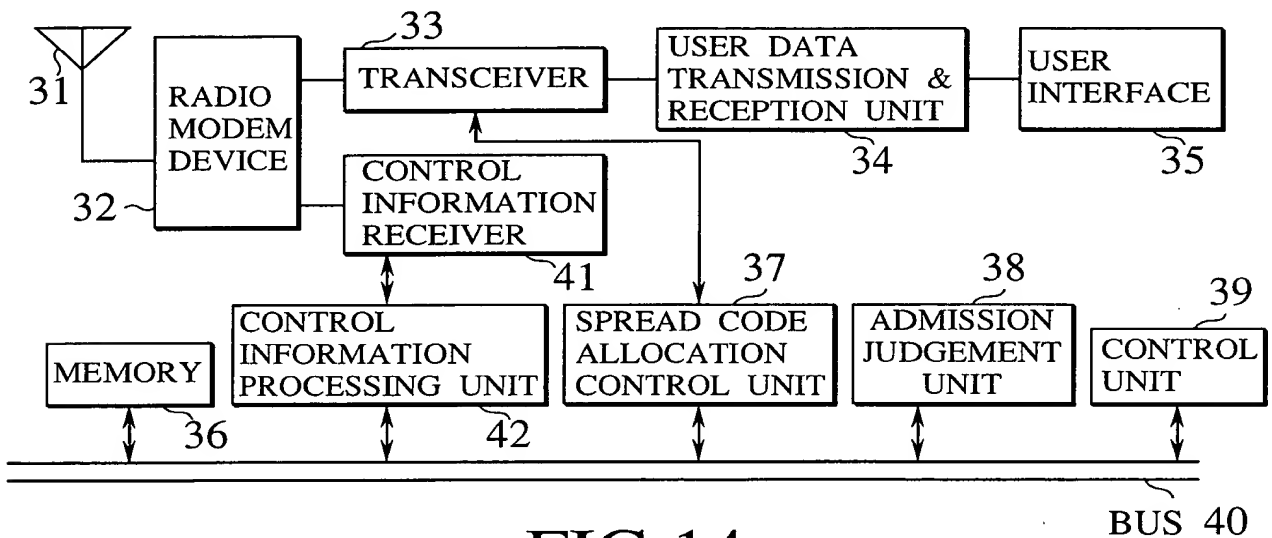 31
RADIO
MODEM
DEVICE
32
33
TRANSCEIVER
USER DATA
TRANSMISSION &
RECEPTION UNIT
34
USER
INTERFACE
35
CONTROL
INFORMATION
RECEIVER
41
MEMORY
36
CONTROL
INFORMATION
PROCESSING UNIT
42
37
SPREAD CODE
ALLOCATION
CONTROL UNIT
38
ADMISSION
JUDGEMENT
UNIT
39
CONTROL
UNIT
BUS 40